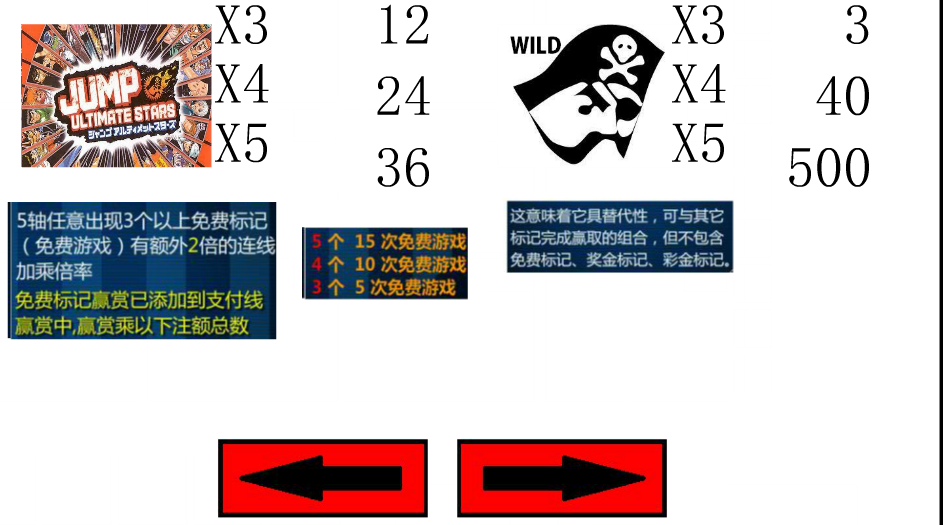 JUMP
ULTIMATE STARS
ジャンプ アルティメットスターズ
X3 12
X4 24
X5 36
WILD
X3 3
X4 40
X5 500
5轴任意出现3个以上免费标记
（免费游戏）有额外2倍的连线
加乘倍率
免费标记赢赏已添加到支付线
赢赏中,赢赏乘以下注额总数
5 个 15 次免费游戏
4 个 10 次免费游戏
3 个 5 次免费游戏
这意味着它具替代性，可与其它
标记完成赢取的组合，但不包含
免费标记、奖金标记、彩金标记。